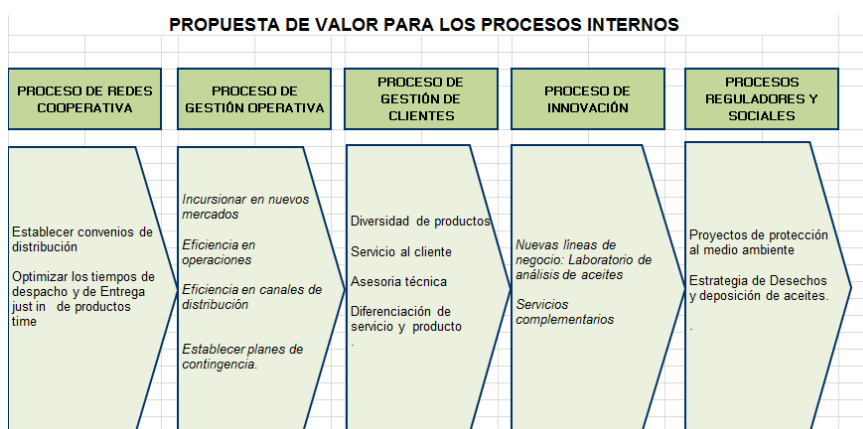 PROPUESTA DE VALOR PARA LOS PROCESOS INTERNOS
PROCESO DE REDES
COOPERATIVA
PROCESO DE
GESTIÓN OPERATIVA
PROCESO DE
GESTIÓN DE
CLIENTES
PROCESO DE
INNOVACIÓN
PROCESOS
REGULADORES Y
SOCIALES
Establecer convenios de
distribución
Optimizar los tiempos de
despacho y de Entrega
just in de productos
time
Incursionar en nuevos
mercados
Eficiencia en
operaciones
Eficiencia en canales de
distribución
Establecer planes de
contingencia.
Diversidad de productos
Servicio al cliente
Asesoria técnica
Diferenciación de
servicio y producto
.
Nuevas líneas de
negocio: Laboratorio de
análisis de aceites
Servicios
complementarios
Proyectos de protección
al medio ambiente
Estrategia de Desechos
y deposición de aceites.
.